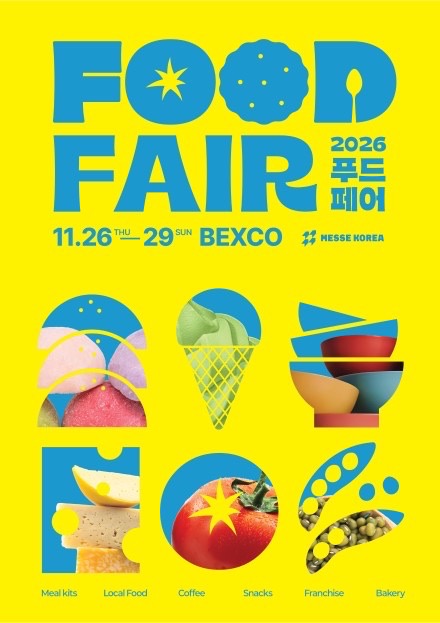 FOOD
FAIR
2026
푸드
페어
11.26 THU — 29 SUN BEXCO
MESSE KOREA
Meal kits Local Food Coffee Snacks Franchise Bakery